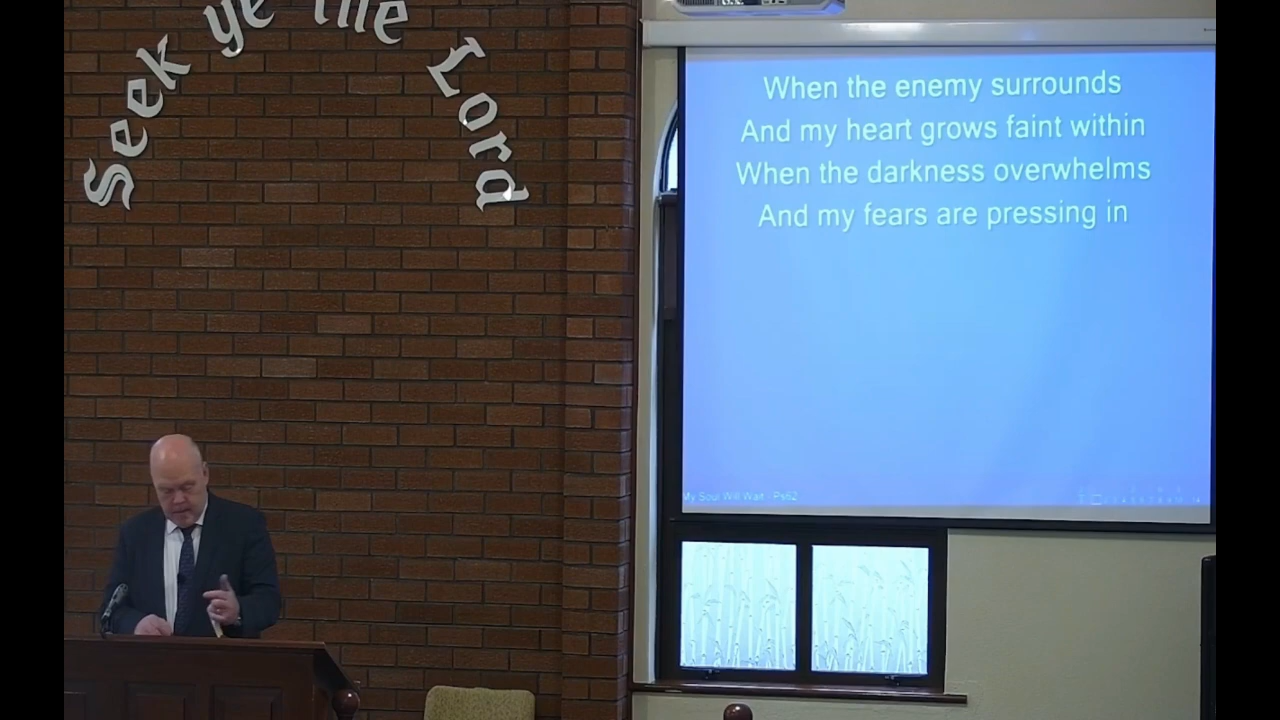 Seek ye the Lord
When the enemy surrounds
And my heart grows faint within
When the darkness overwhelms
And my fears are pressing in
My Soul Will Wait - Ps62